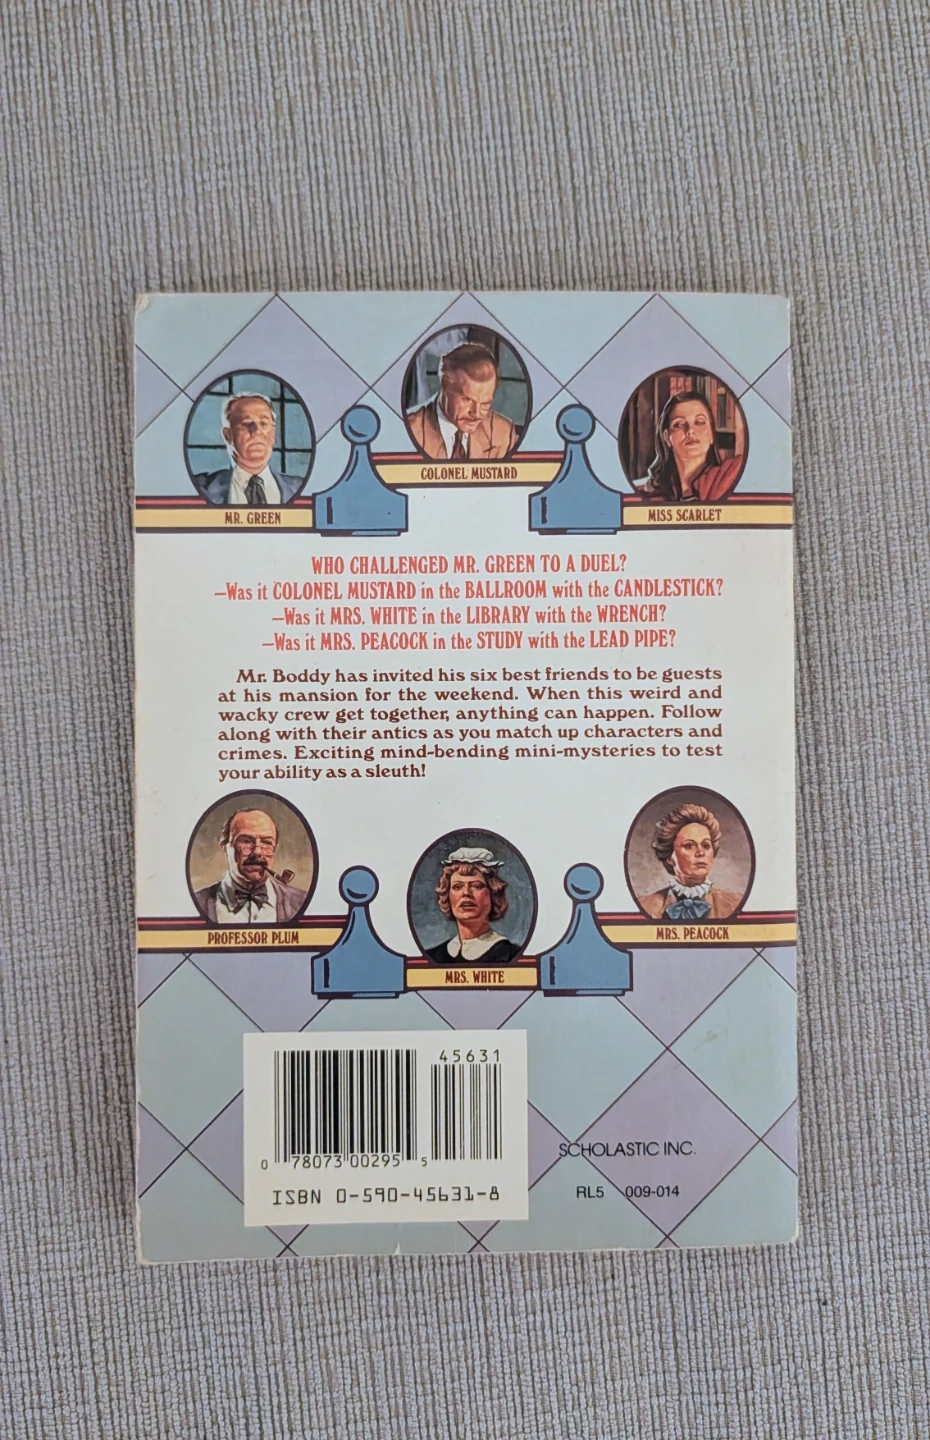 COLONEL MUSTARD
MR. GREEN
MISS SCARLET
WHO CHALLENGED MR. GREEN TO A DUEL?
—Was it COLONEL MUSTARD in the BALLROOM with the CANDLESTICK?
—Was it MRS. WHITE in the LIBRARY with the WRENCH?
—Was it MRS. PEACOCK in the STUDY with the LEAD PIPE?
Mr. Boddy has invited his six best friends to be guests
at his mansion for the weekend. When this weird and
wacky crew get together, anything can happen. Follow
along with their antics as you match up characters and
crimes. Exciting mind-bending mini-mysteries to test
your ability as a sleuth!
PROFESSOR PLUM
MRS. PEACOCK
MRS. WHITE
45631
0 78073 00295 5
ISBN 0-590-45631-8
SCHOLASTIC INC.
RL5 009-014